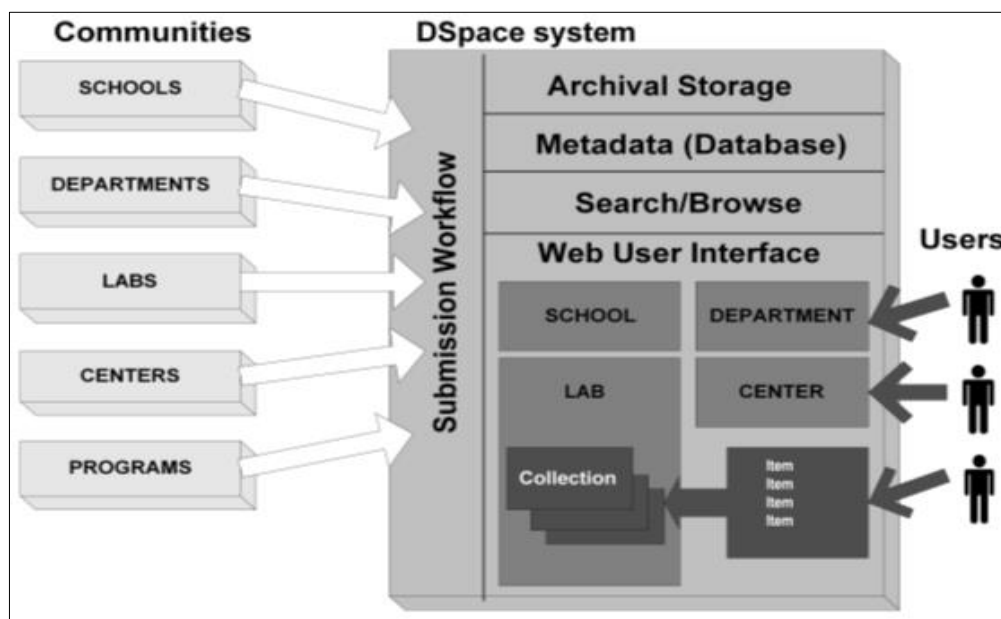 Communities
SCHOOLS
DEPARTMENTS
LABS
CENTERS
PROGRAMS
DSpace system
Submission Workflow
Archival Storage
Metadata (Database)
Search/Browse
Web User Interface
SCHOOL
DEPARTMENT
LAB
CENTER
Collection
Item
Item
Item
Item
Users